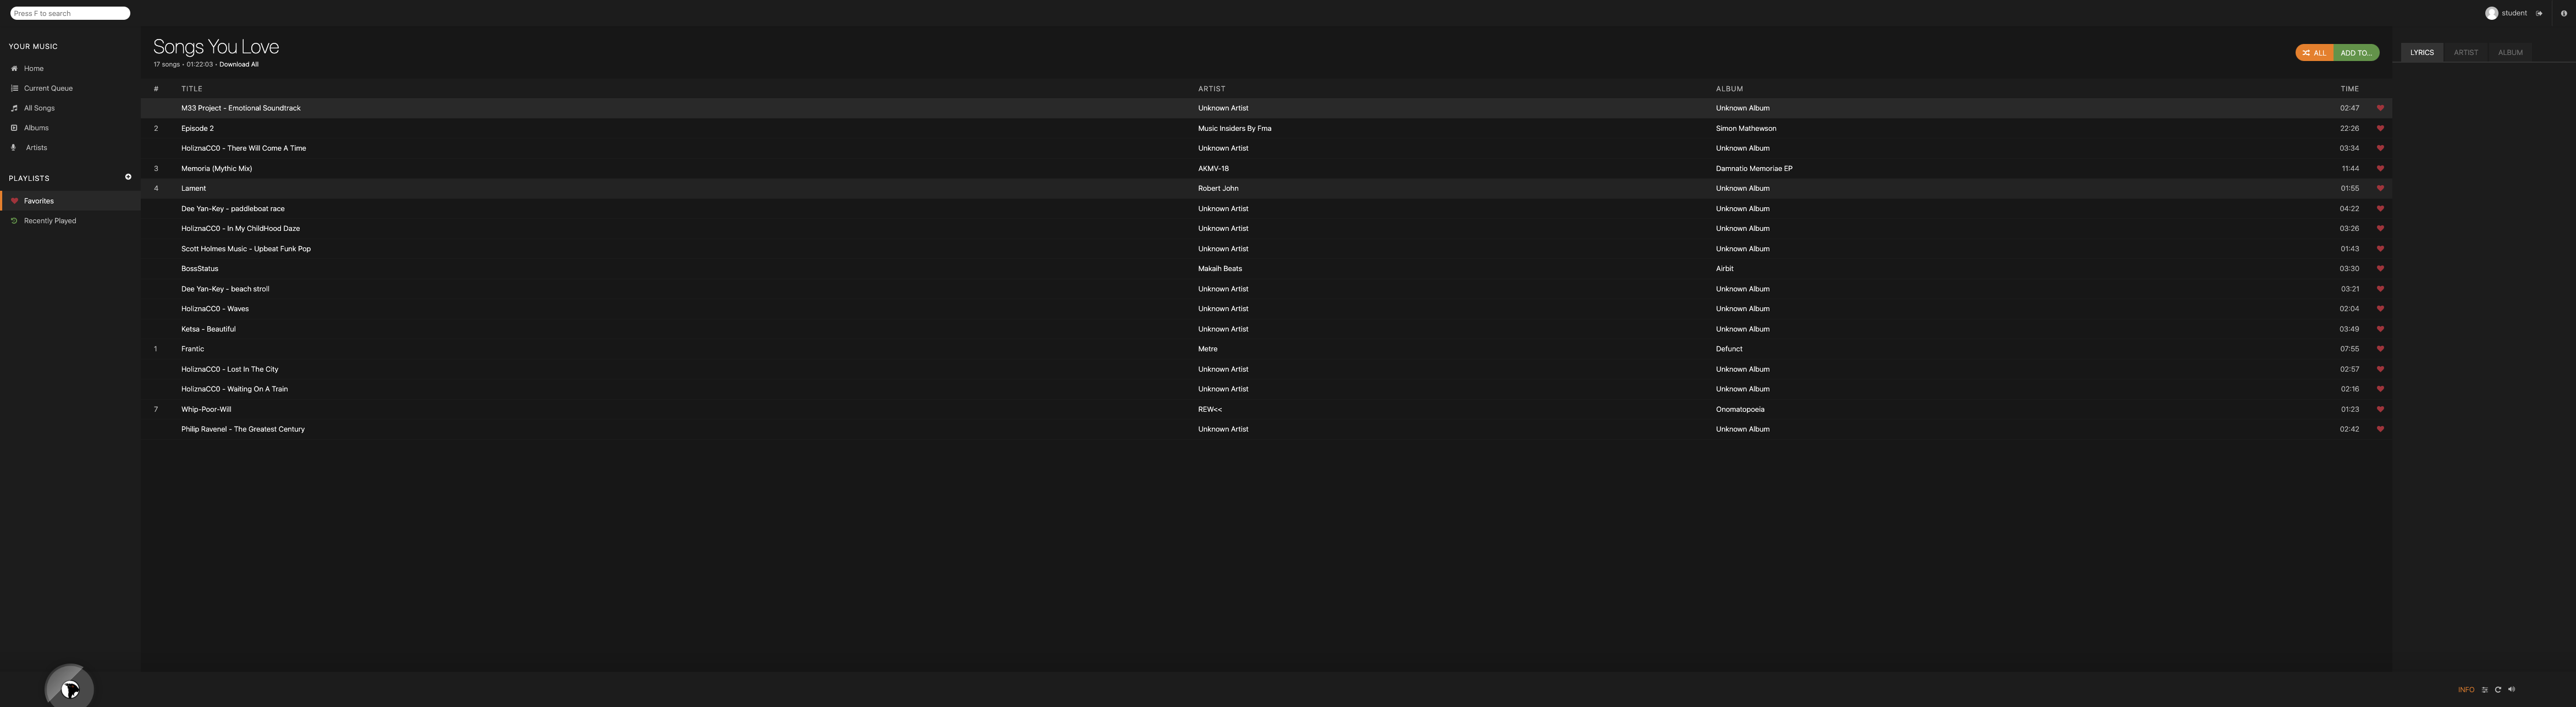 Press F to search
student
YOUR MUSIC
Home
Current Queue
All Songs
Albums
Artists
PLAYLISTS
Favorites
Recently Played
Songs You Love
17 songs • 01:22:03 • Download All
ALL ADD TO...
# TITLE ARTIST ALBUM TIME
M33 Project - Emotional Soundtrack Unknown Artist Unknown Album 02:47
2 Episode 2 Music Insiders By Fma Simon Mathewson 22:26
HoliznaCC0 - There Will Come A Time Unknown Artist Unknown Album 03:34
3 Memoria (Mythic Mix) AKMV-18 Damnatio Memoriae EP 11:44
4 Lament Robert John Unknown Album 01:55
Dee Yan-Key - paddleboat race Unknown Artist Unknown Album 04:22
HoliznaCC0 - In My ChildHood Daze Unknown Artist Unknown Album 03:26
Scott Holmes Music - Upbeat Funk Pop Unknown Artist Unknown Album 01:43
BossStatus Makaih Beats Airbit 03:30
Dee Yan-Key - beach stroll Unknown Artist Unknown Album 03:21
HoliznaCC0 - Waves Unknown Artist Unknown Album 02:04
Ketsa - Beautiful Unknown Artist Unknown Album 03:49
1 Frantic Metre Defunct 07:55
HoliznaCC0 - Lost In The City Unknown Artist Unknown Album 02:57
HoliznaCC0 - Waiting On A Train Unknown Artist Unknown Album 02:16
7 Whip-Poor-Will REW<< Onomatopoeia 01:23
Philip Ravenel - The Greatest Century Unknown Artist Unknown Album 02:42
LYRICS ARTIST ALBUM
INFO